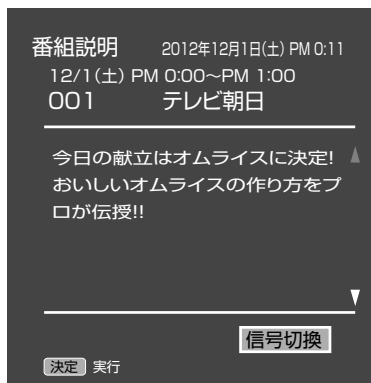 番組説明 2012年12月1日(土) PM 0:11
12/1(土) PM 0:00~PM 1:00
001 テレビ朝日
今日の献立はオムライスに決定!
おいしいオムライスの作り方をプ
ロが伝授!!
信号切換
決定 実行